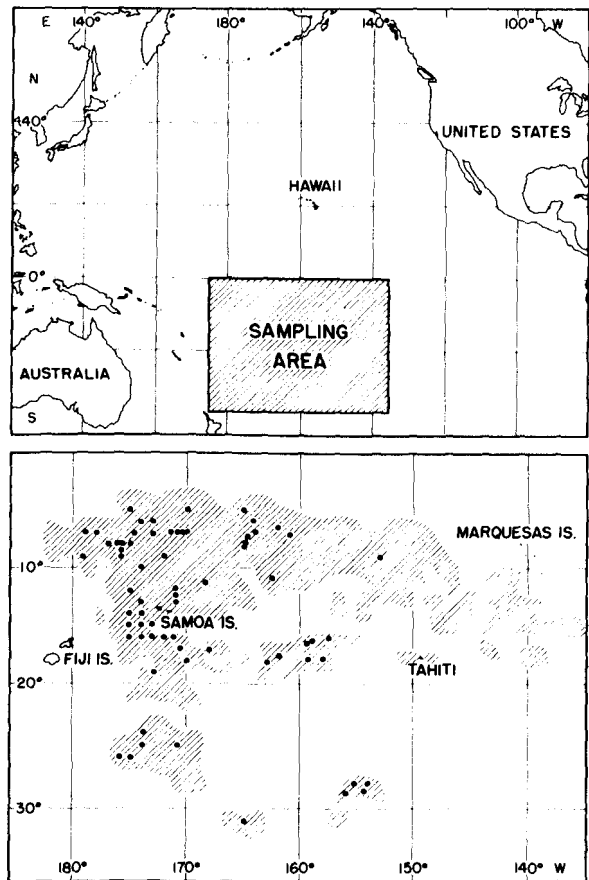 E 140° 180° 140° 100° W
N
40°
UNITED STATES
HAWAII
0°
SAMPLING
AREA
AUSTRALIA
S
MARQUESAS IS.
10°
SAMOA IS.
FIJI IS.
TAHITI
20°
30°
180° 170° 160° 150° 140° W